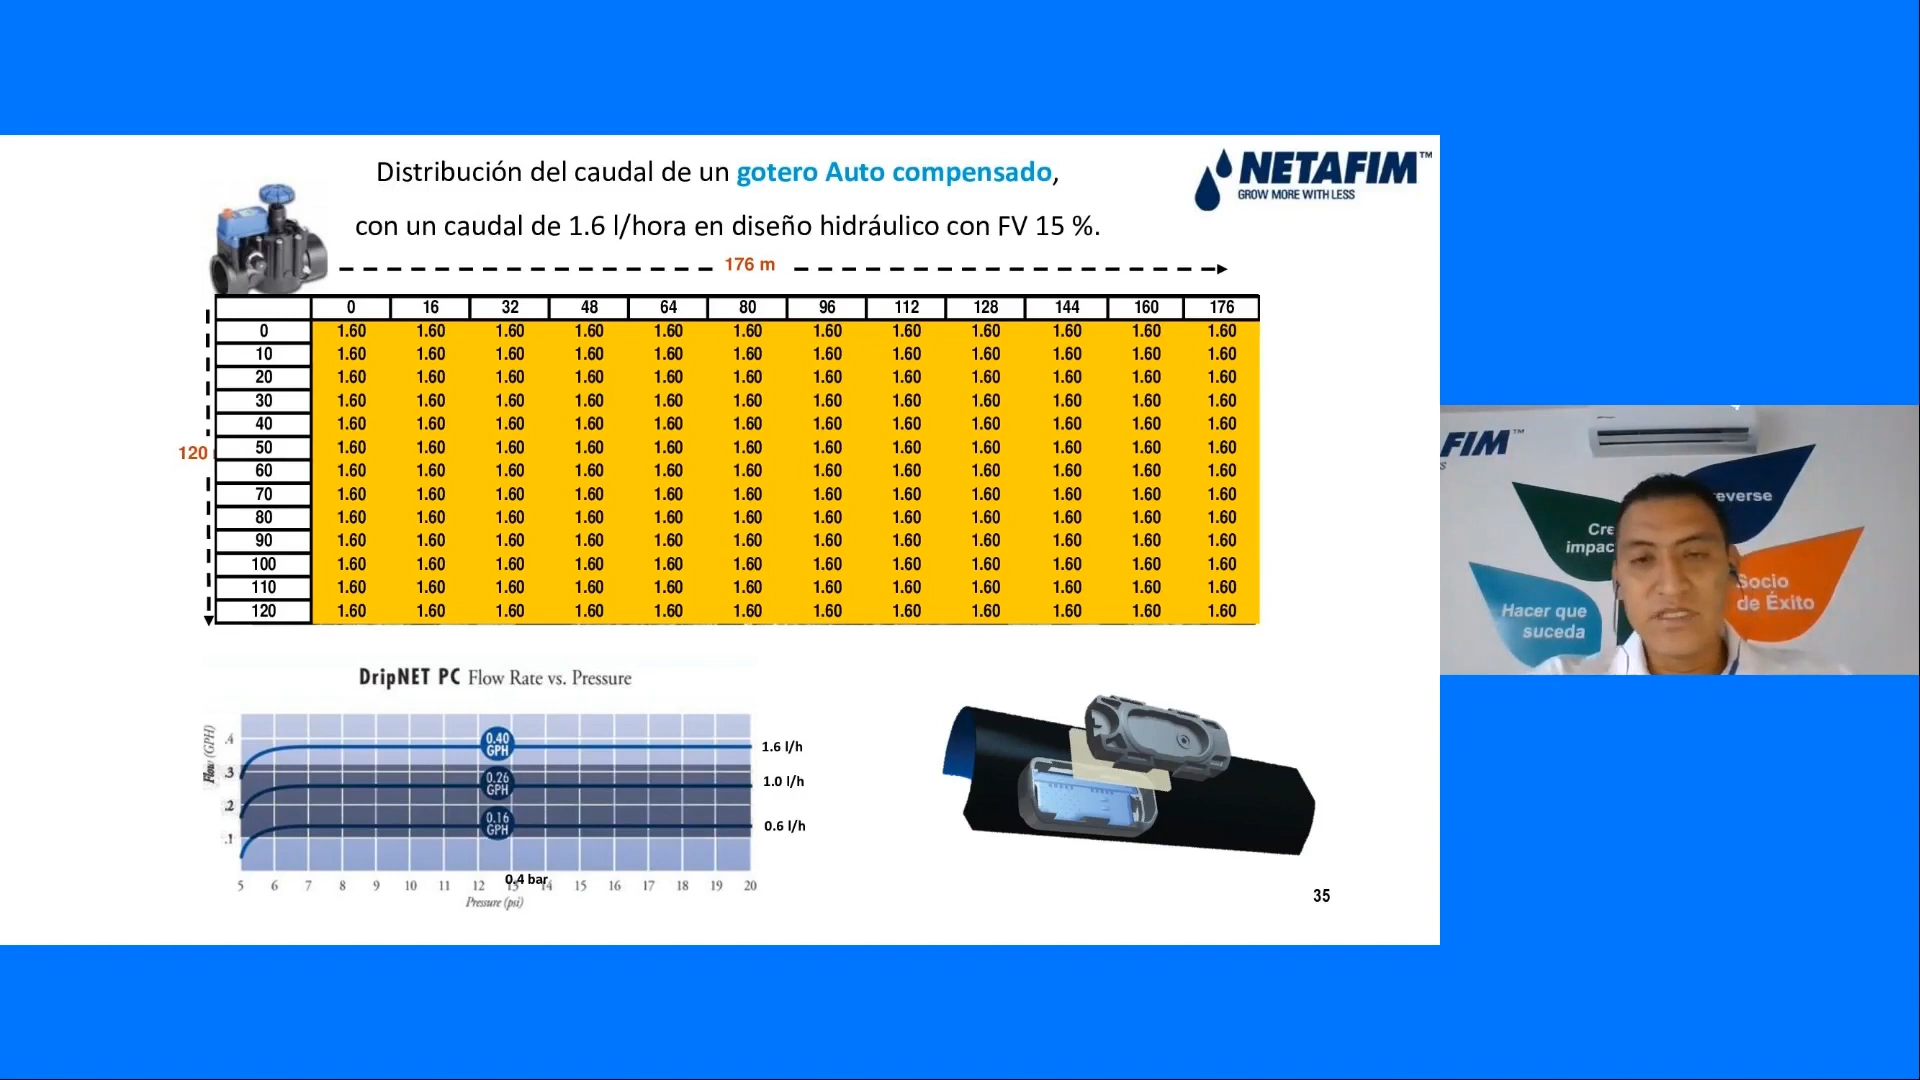 Distribución del caudal de un gotero Auto compensado,
con un caudal de 1.6 l/hora en diseño hidráulico con FV 15 %.
NETAFIM™
GROW MORE WITH LESS
176 m
0 16 32 48 64 80 96 112 128 144 160 176
0 1.60 1.60 1.60 1.60 1.60 1.60 1.60 1.60 1.60 1.60 1.60 1.60
10 1.60 1.60 1.60 1.60 1.60 1.60 1.60 1.60 1.60 1.60 1.60 1.60
20 1.60 1.60 1.60 1.60 1.60 1.60 1.60 1.60 1.60 1.60 1.60 1.60
30 1.60 1.60 1.60 1.60 1.60 1.60 1.60 1.60 1.60 1.60 1.60 1.60
40 1.60 1.60 1.60 1.60 1.60 1.60 1.60 1.60 1.60 1.60 1.60 1.60
50 1.60 1.60 1.60 1.60 1.60 1.60 1.60 1.60 1.60 1.60 1.60 1.60
60 1.60 1.60 1.60 1.60 1.60 1.60 1.60 1.60 1.60 1.60 1.60 1.60
70 1.60 1.60 1.60 1.60 1.60 1.60 1.60 1.60 1.60 1.60 1.60 1.60
80 1.60 1.60 1.60 1.60 1.60 1.60 1.60 1.60 1.60 1.60 1.60 1.60
90 1.60 1.60 1.60 1.60 1.60 1.60 1.60 1.60 1.60 1.60 1.60 1.60
100 1.60 1.60 1.60 1.60 1.60 1.60 1.60 1.60 1.60 1.60 1.60 1.60
110 1.60 1.60 1.60 1.60 1.60 1.60 1.60 1.60 1.60 1.60 1.60 1.60
120 1.60 1.60 1.60 1.60 1.60 1.60 1.60 1.60 1.60 1.60 1.60 1.60
120
DripNET PC Flow Rate vs. Pressure
Flow (GPH)
.4
.3
.2
.1
0.40 GPH
0.26 GPH
0.16 GPH
1.6 l/h
1.0 l/h
0.6 l/h
0.4 bar
5 6 7 8 9 10 11 12 13 14 15 16 17 18 19 20
Pressure (psi)
35
FIM™
S
everse
Cre
impac
Socio
de Éxito
Hacer que
suceda